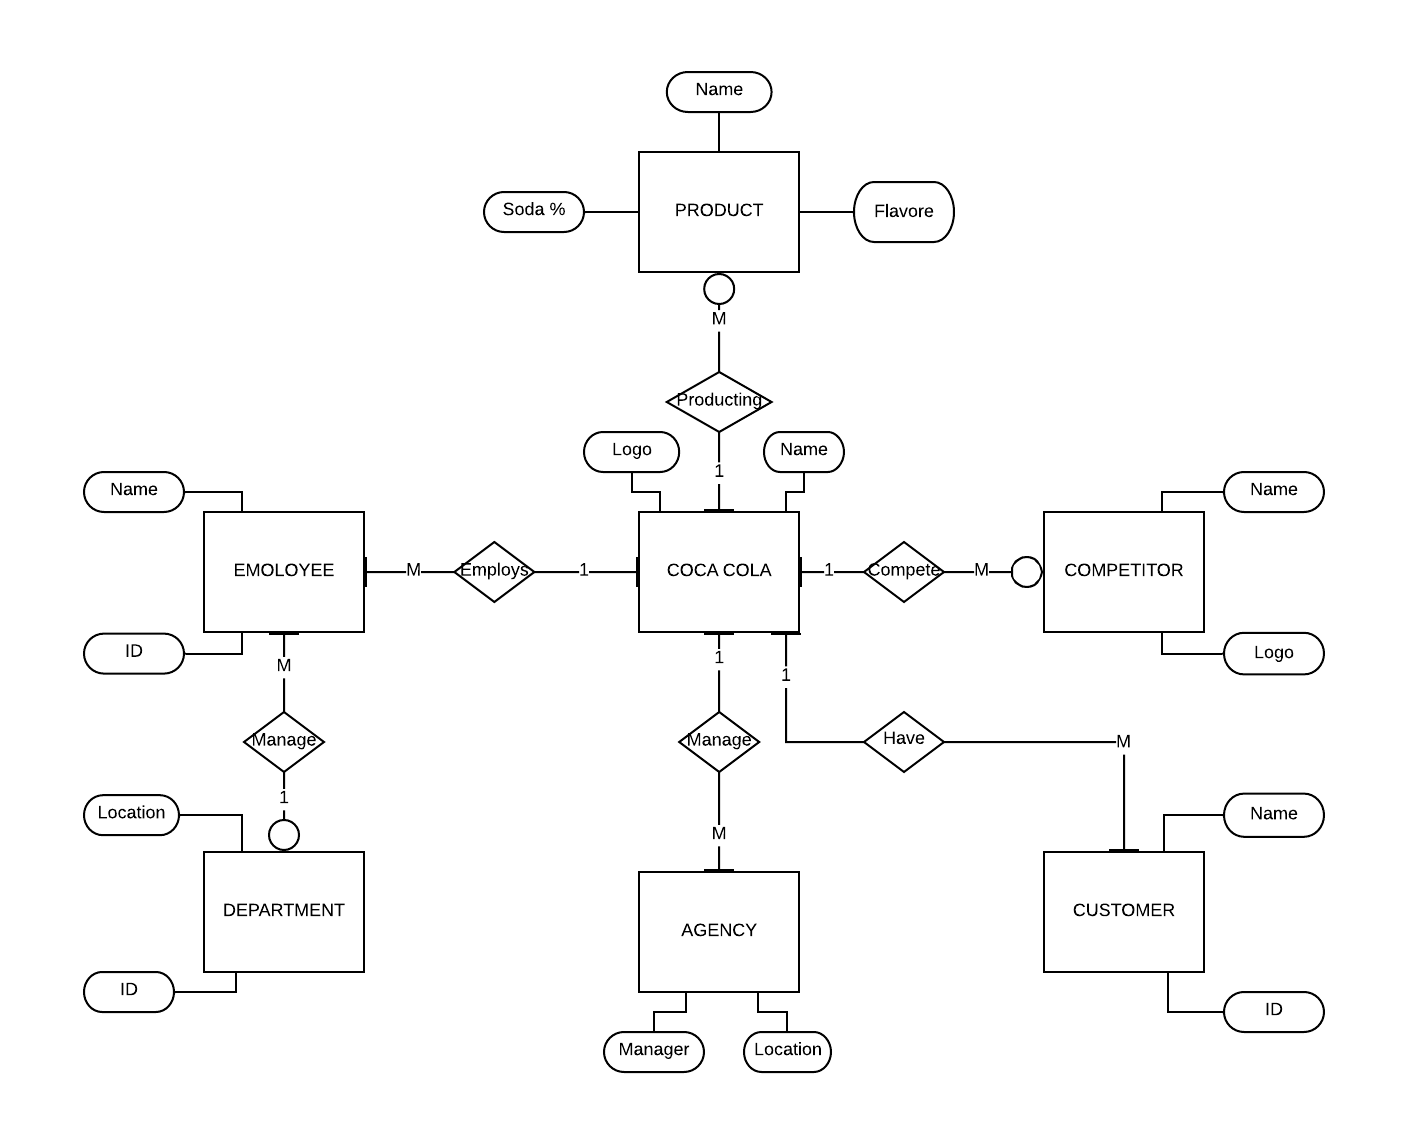 Name
Soda %
PRODUCT
Flavore
M
Producting
Logo
1
Name
Name
Name
EMOLOYEE
M
Employs
1
COCA COLA
1
Compete
M
COMPETITOR
ID
M
1
1
Logo
Manage
Manage
Have
M
1
Location
M
Name
DEPARTMENT
AGENCY
CUSTOMER
ID
Manager
Location
ID